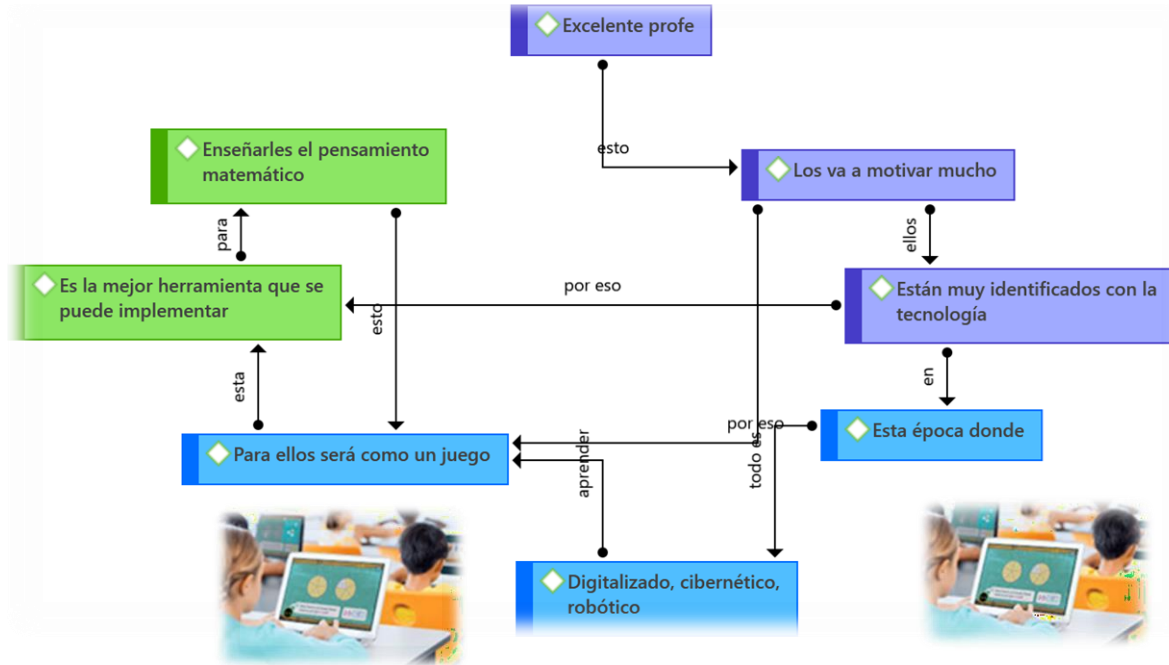 Excelente profe
esto
Enseñarles el pensamiento
matemático
Los va a motivar mucho
para
ellos
Es la mejor herramienta que se
puede implementar
por eso
Están muy identificados con la
tecnología
esto
esta
en
Para ellos será como un juego
por eso
Esta época donde
aprender
todo es
Digitalizado, cibernético,
robótico